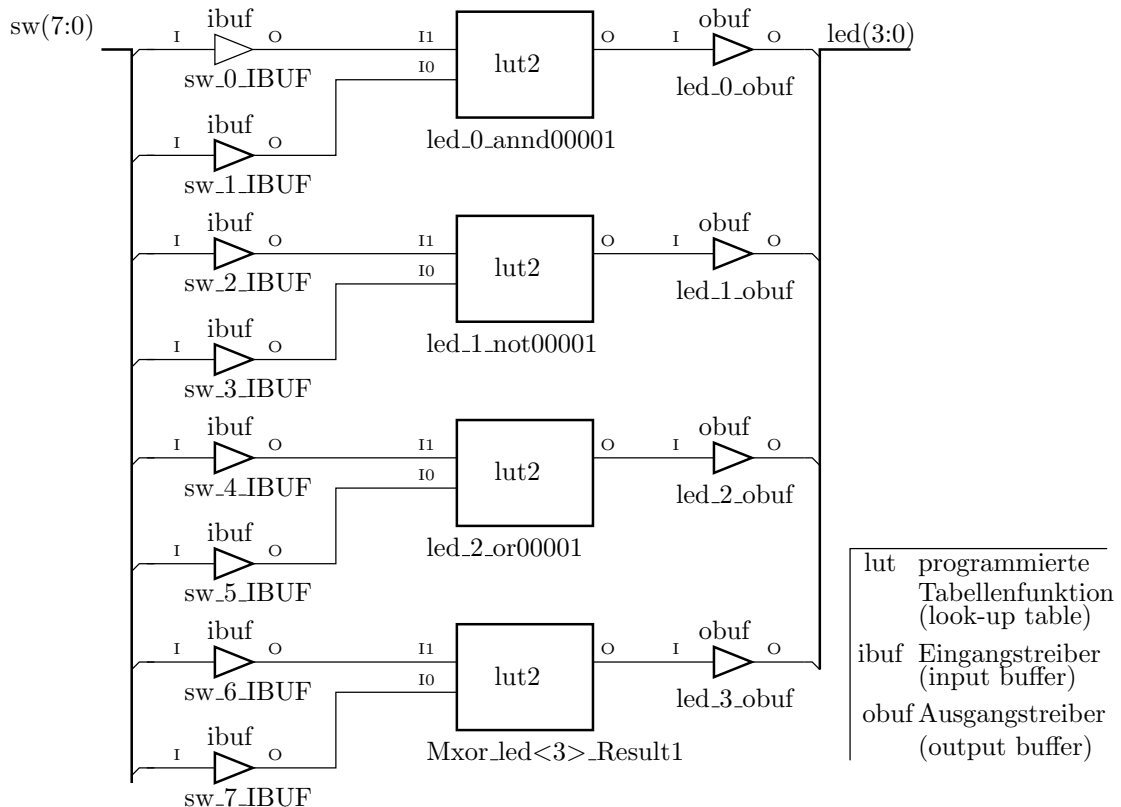 sw(7:0)
ibuf
obuf
led(3:0)
I
O
I1
O
I
O
lut2
sw_0_IBUF
I0
led_0_obuf
ibuf
led_0_annd00001
I
O
sw_1_IBUF
ibuf
obuf
I
O
I1
O
I
O
lut2
sw_2_IBUF
I0
led_1_obuf
ibuf
led_1_not00001
I
O
sw_3_IBUF
ibuf
obuf
I
O
I1
O
I
O
lut2
sw_4_IBUF
I0
led_2_obuf
ibuf
led_2_or00001
I
O
sw_5_IBUF
ibuf
obuf
I
O
I1
O
I
O
lut2
sw_6_IBUF
I0
led_3_obuf
ibuf
Mxor_led<3>_Result1
I
O
sw_7_IBUF
lut programmierte
Tabellenfunktion
(look-up table)
ibuf Eingangstreiber
(input buffer)
obuf Ausgangstreiber
(output buffer)